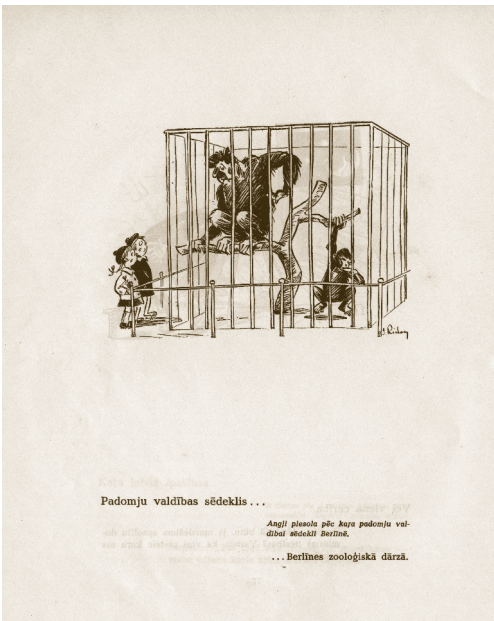 Padomju valdības sēdeklis...
Angļi piesola pēc kaŗa padomju val-
dībai sēdekli Berlīnē.
...Berlīnes zooloģiskā dārzā.